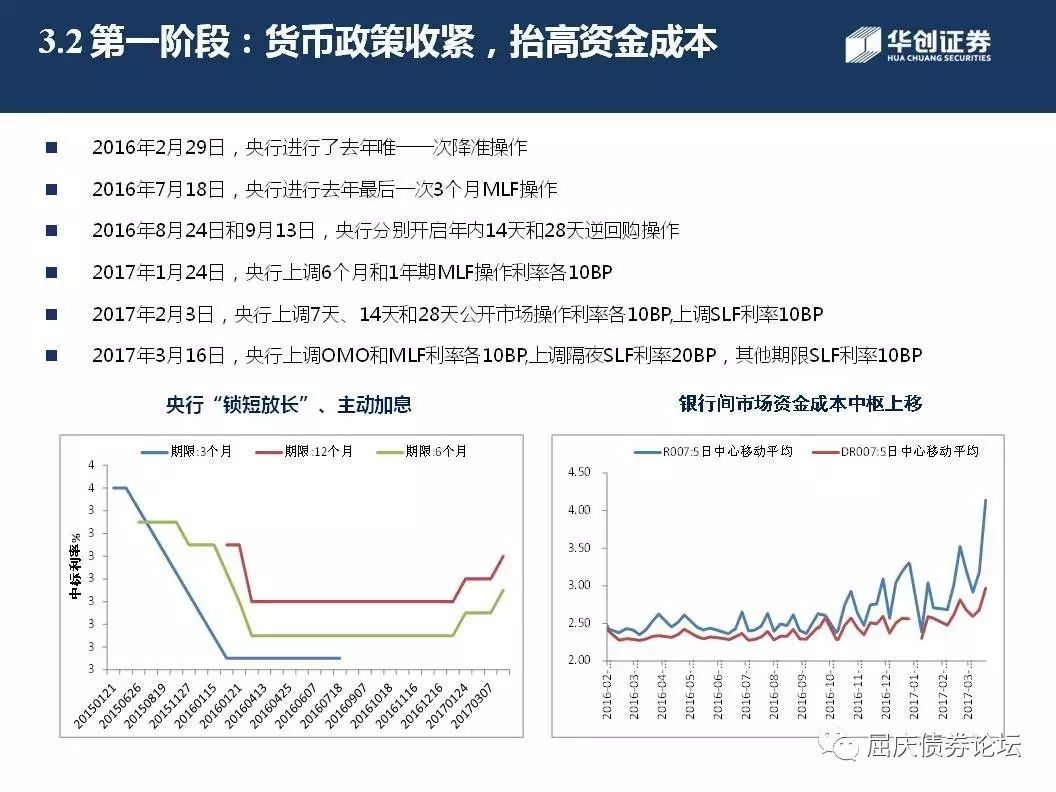 3.2 第一阶段：货币政策收紧，抬高资金成本
华创证券
HUA CHUANG SECURITIES
2016年2月29日，央行进行了去年唯一一次降准操作
2016年7月18日，央行进行去年最后一次3个月MLF操作
2016年8月24日和9月13日，央行分别开启年内14天和28天逆回购操作
2017年1月24日，央行上调6个月和1年期MLF操作利率各10BP
2017年2月3日，央行上调7天、14天和28天公开市场操作利率各10BP,上调SLF利率10BP
2017年3月16日，央行上调OMO和MLF利率各10BP,上调隔夜SLF利率20BP，其他期限SLF利率10BP
央行“锁短放长”、主动加息
期限:3个月 期限:12个月 期限:6个月
中标利率%
4
4
3
3
3
3
3
3
3
3
20150121 20150626 20150819 20151127 20160115 20160121 20160413 20160425 20160607 20160718 20160907 20161018 20161116 20161216 20170124 20170307
银行间市场资金成本中枢上移
R007:5日中心移动平均 DR007:5日中心移动平均
4.50
4.00
3.50
3.00
2.50
2.00
2016-02-… 2016-03-… 2016-04-… 2016-05-… 2016-06-… 2016-07-… 2016-08-… 2016-09-… 2016-10-… 2016-11-… 2016-12-… 2017-01-… 2017-02-… 2017-03-…
屈庆债券论坛